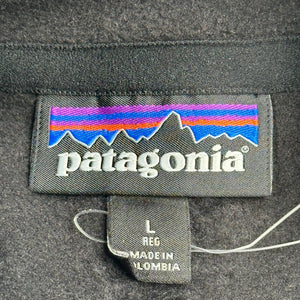 patagonia®
L
REG
MADE IN
COLOMBIA